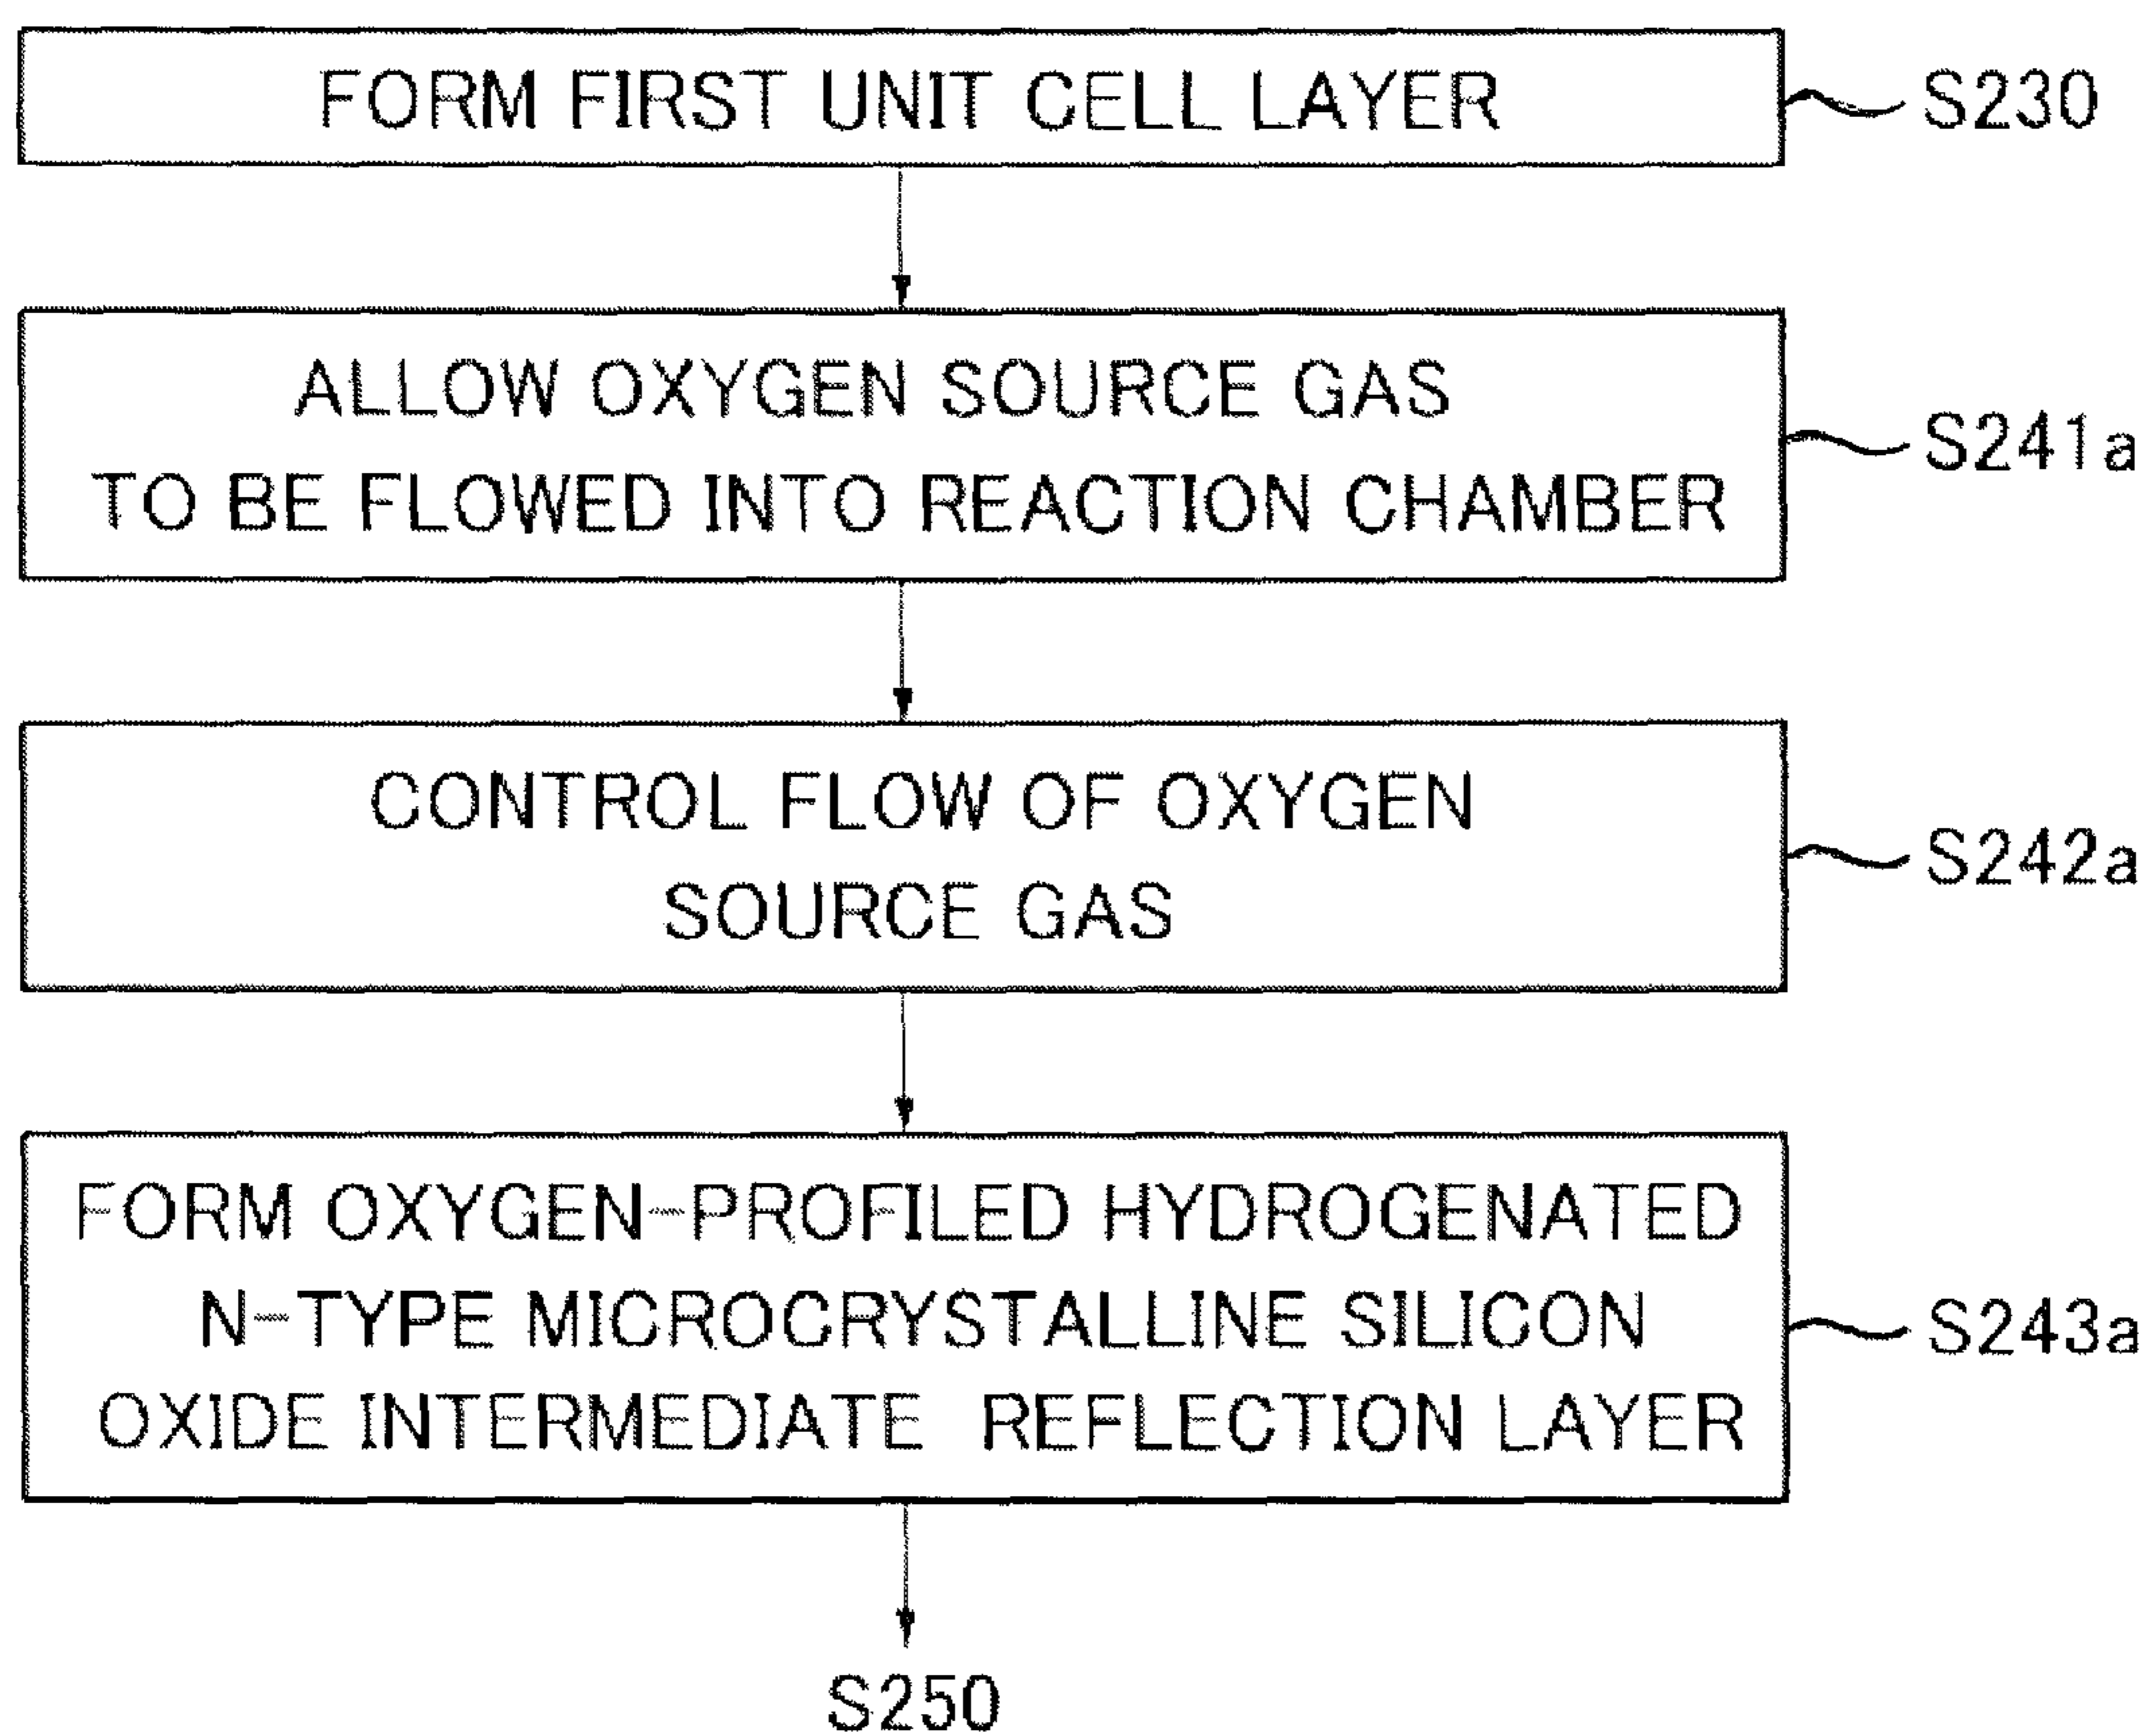 FORM FIRST UNIT CELL LAYER
S230
ALLOW OXYGEN SOURCE GAS
TO BE FLOWED INTO REACTION CHAMBER
S241a
CONTROL FLOW OF OXYGEN
SOURCE GAS
S242a
FORM OXYGEN-PROFILED HYDROGENATED
N-TYPE MICROCRYSTALLINE SILICON
OXIDE INTERMEDIATE REFLECTION LAYER
S243a
S250